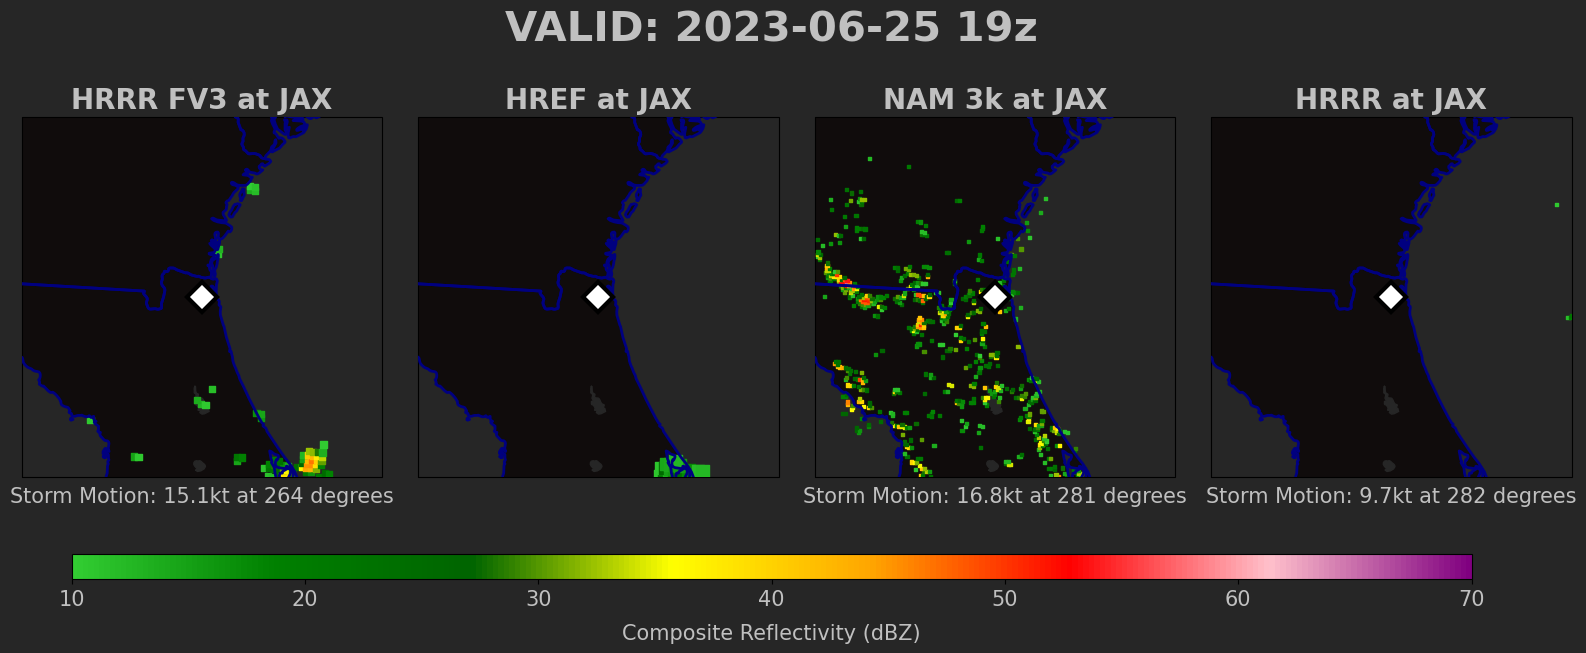 VALID: 2023-06-25 19z
HRRR FV3 at JAX
HREF at JAX
NAM 3k at JAX
HRRR at JAX
Storm Motion: 15.1kt at 264 degrees
Storm Motion: 16.8kt at 281 degrees
Storm Motion: 9.7kt at 282 degrees
10 20 30 40 50 60 70
Composite Reflectivity (dBZ)